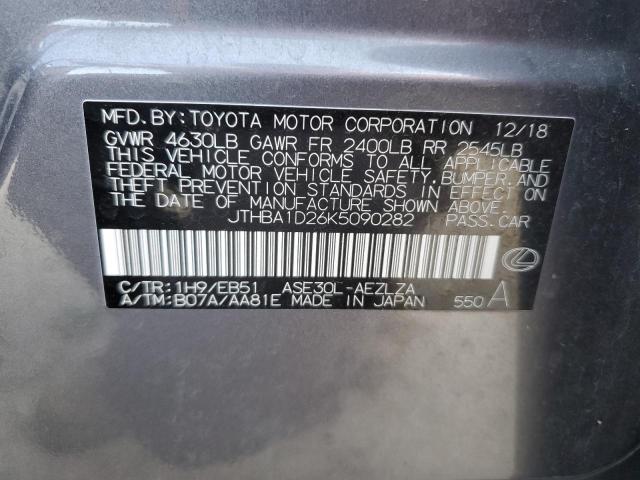 MFD.BY:TOYOTA MOTOR CORPORATION 12/18
GVWR 4630LB GAWR FR 2400LB RR 2545LB
THIS VEHICLE CONFORMS TO ALL APPLICABLE
FEDERAL MOTOR VEHICLE SAFETY,BUMPER,AND
THEFT PREVENTION STANDARDS IN EFFECT ON
THE DATE OF MANUFACTURE SHOWN ABOVE.
JTHBA1D26K5090282 PASS.CAR
C/TR:1H9/EB51 ASE30L-AEZLZA
A/TM:B07A/AA81E MADE IN JAPAN 550 A